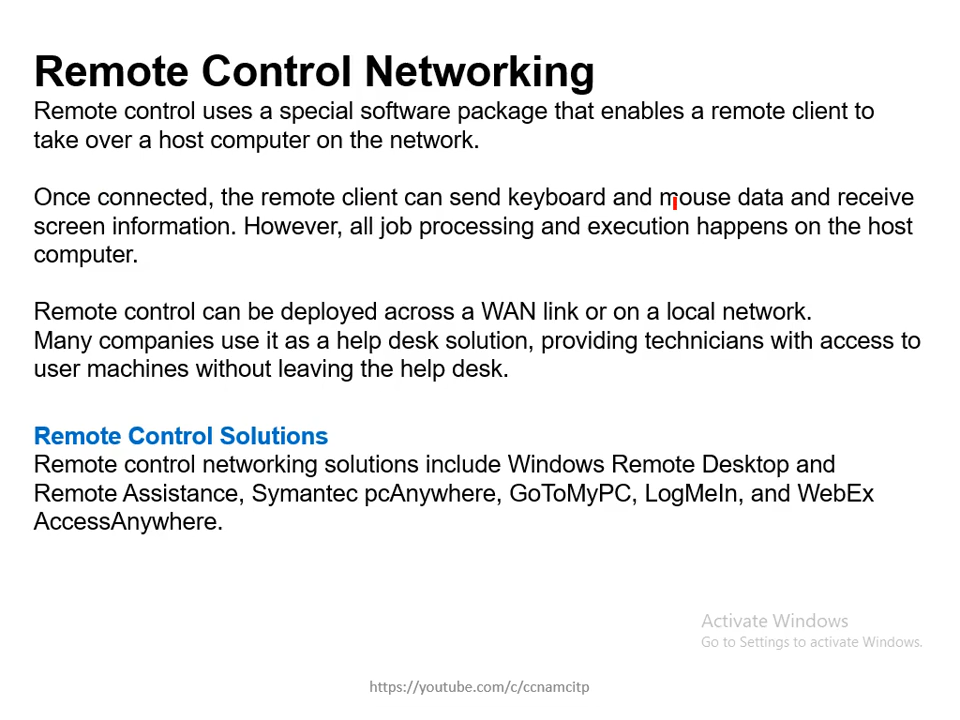 Remote Control Networking
Remote control uses a special software package that enables a remote client to
take over a host computer on the network.
Once connected, the remote client can send keyboard and mouse data and receive
screen information. However, all job processing and execution happens on the host
computer.
Remote control can be deployed across a WAN link or on a local network.
Many companies use it as a help desk solution, providing technicians with access to
user machines without leaving the help desk.
Remote Control Solutions
Remote control networking solutions include Windows Remote Desktop and
Remote Assistance, Symantec pcAnywhere, GoToMyPC, LogMeIn, and WebEx
AccessAnywhere.
Activate Windows
Go to Settings to activate Windows.
https://youtube.com/c/ccnamcitp